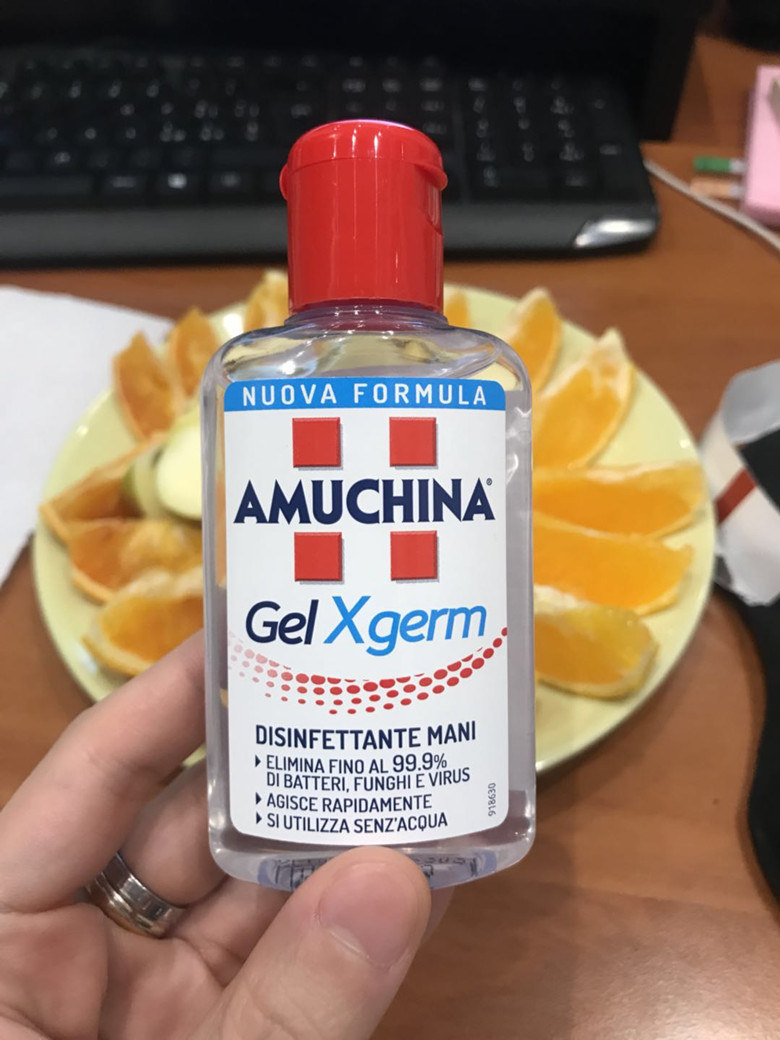 NUOVA FORMULA
AMUCHINA®
Gel Xgerm
DISINFETTANTE MANI
ELIMINA FINO AL 99.9%
DI BATTERI, FUNGHI E VIRUS
AGISCE RAPIDAMENTE
SI UTILIZZA SENZ'ACQUA
918630